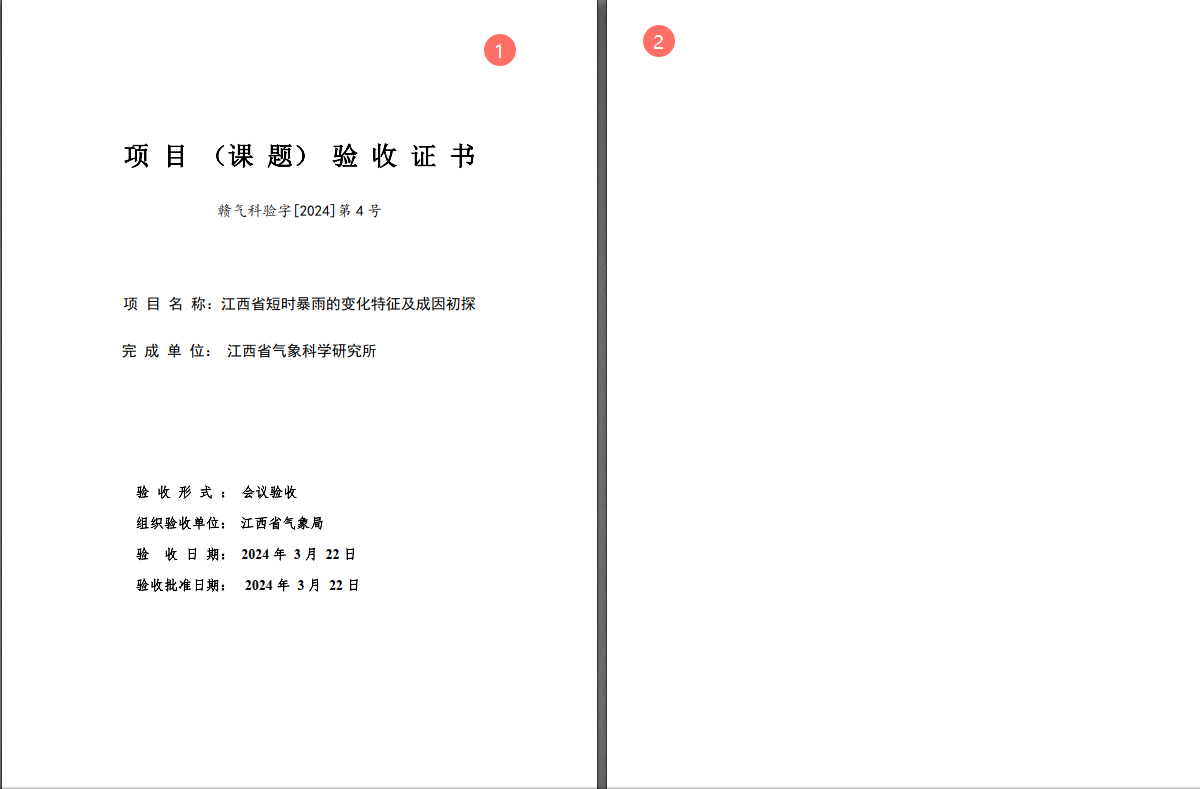 1
项 目 （课 题） 验 收 证 书
赣气科验字[2024]第 4 号
项 目 名 称：江西省短时暴雨的变化特征及成因初探
完 成 单 位： 江西省气象科学研究所
验 收 形 式 ： 会议验收
组织验收单位： 江西省气象局
验 收 日 期： 2024 年 3 月 22 日
验收批准日期： 2024 年 3 月 22 日
2